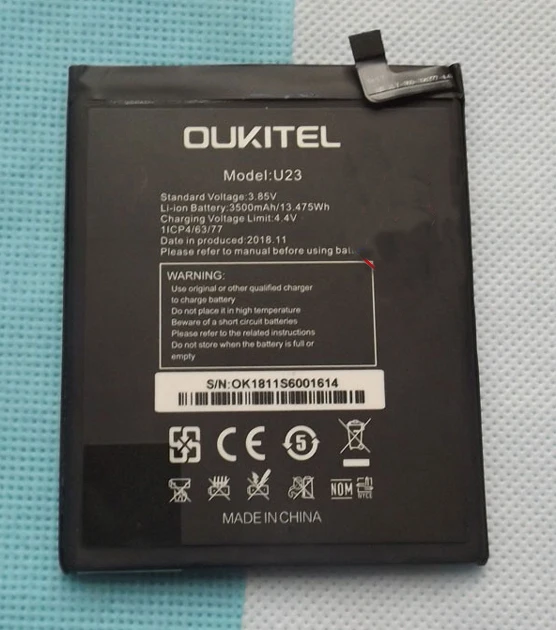 OUKITEL
Model:U23
Standard Voltage:3.85V
Li-ion Battery:3500mAh/13.475Wh
Charging Voltage Limit:4.4V
1ICP4/63/77
Date in produced:2018.11
Please refer to manual before using
WARNING:
Use original or other qualified charger
to charge battery
Do not place it in high temperature
Beware of a short circuit batteries
Please refer to the related instructions
Do not store when the battery is full or
empty
S/N:OK1811S6001614
CE
5
NOM
NYCE
MADE IN CHINA